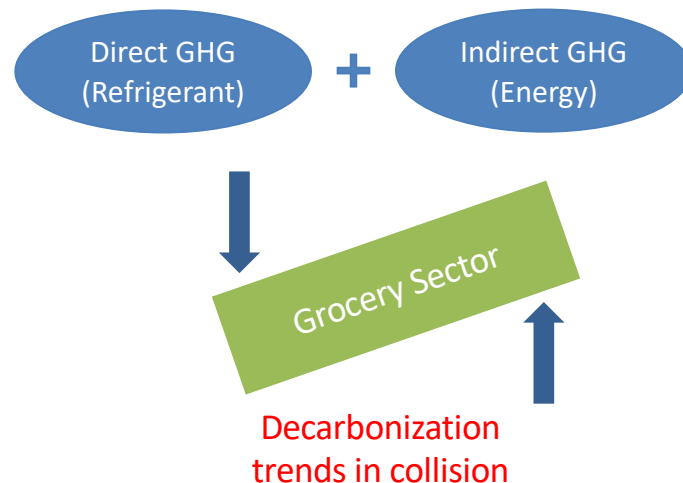 Direct GHG
(Refrigerant)
+
Indirect GHG
(Energy)
Grocery Sector
Decarbonization
trends in collision